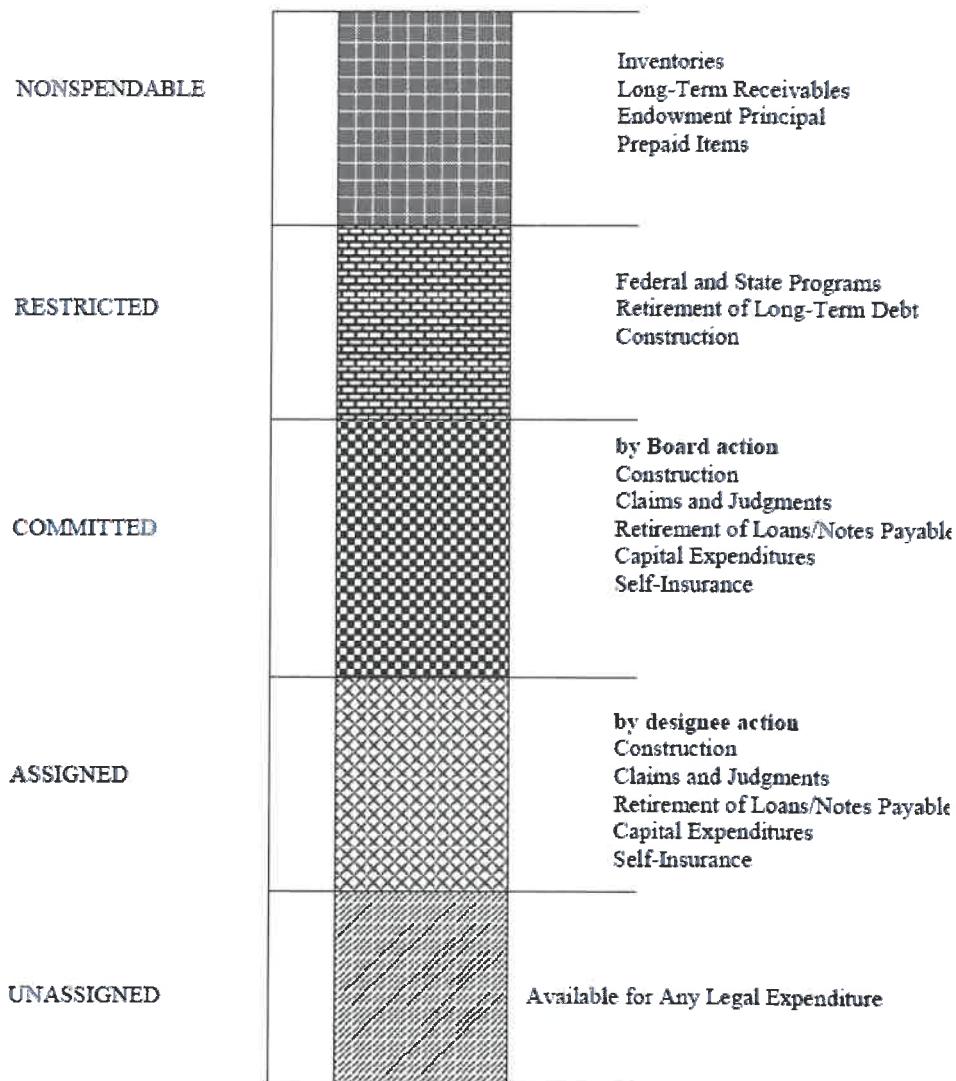 NONSPENDABLE
Inventories
Long-Term Receivables
Endowment Principal
Prepaid Items
RESTRICTED
Federal and State Programs
Retirement of Long-Term Debt
Construction
COMMITTED
by Board action
Construction
Claims and Judgments
Retirement of Loans/Notes Payable
Capital Expenditures
Self-Insurance
ASSIGNED
by designee action
Construction
Claims and Judgments
Retirement of Loans/Notes Payable
Capital Expenditures
Self-Insurance
UNASSIGNED
Available for Any Legal Expenditure